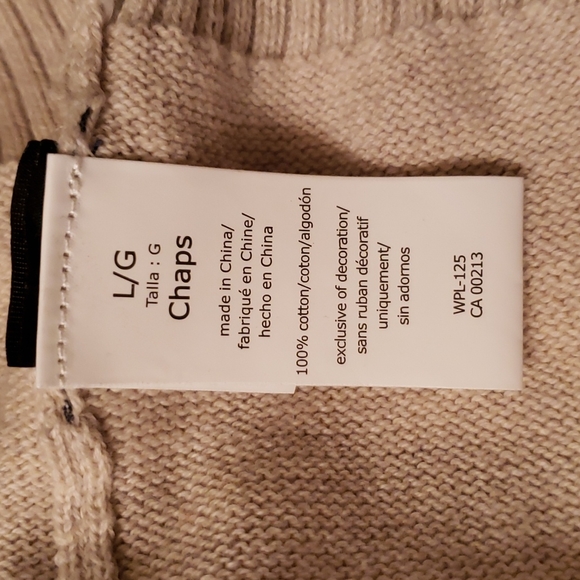 L/G
Talla : G
Chaps
made in China/
fabriqué en Chine/
hecho en China
100% cotton/coton/algodón
exclusive of decoration/
sans ruban décoratif
uniquement/
sin adornos
WPL-125
CA 00213